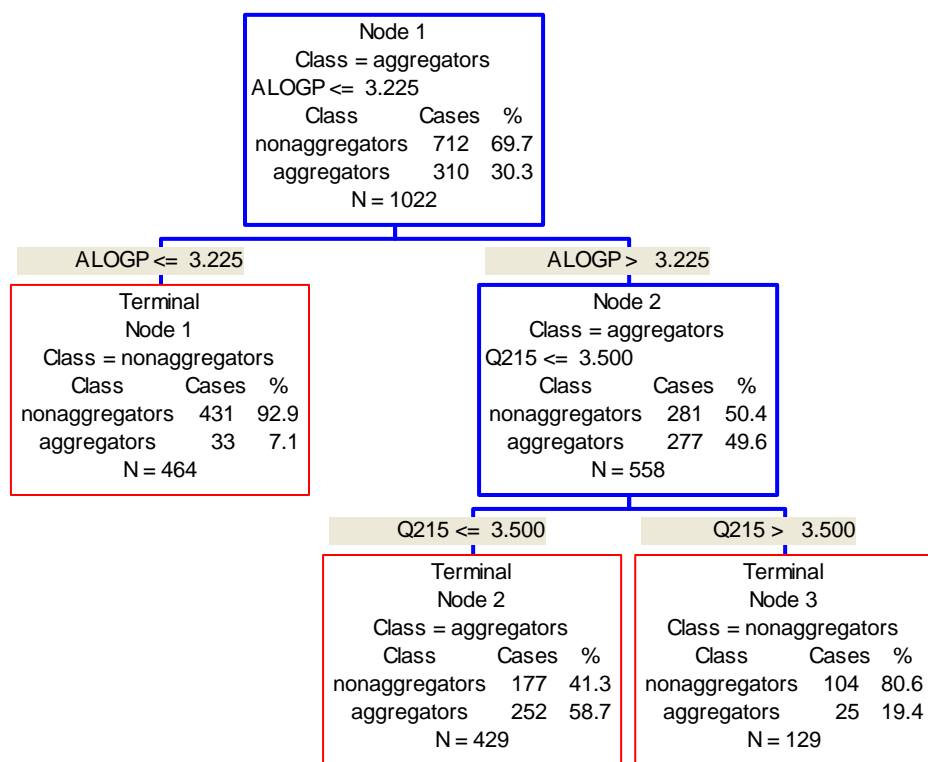 Node 1
Class = aggregators
ALOGP <= 3.225
Class Cases %
nonaggregators 712 69.7
aggregators 310 30.3
N = 1022
ALOGP <= 3.225
ALOGP > 3.225
Terminal
Node 1
Class = nonaggregators
Class Cases %
nonaggregators 431 92.9
aggregators 33 7.1
N = 464
Node 2
Class = aggregators
Q215 <= 3.500
Class Cases %
nonaggregators 281 50.4
aggregators 277 49.6
N = 558
Q215 <= 3.500
Q215 > 3.500
Terminal
Node 2
Class = aggregators
Class Cases %
nonaggregators 177 41.3
aggregators 252 58.7
N = 429
Terminal
Node 3
Class = nonaggregators
Class Cases %
nonaggregators 104 80.6
aggregators 25 19.4
N = 129